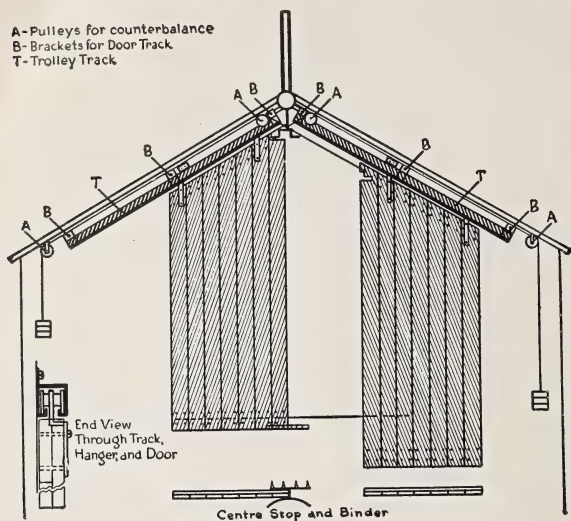 A-Pulleys for counterbalance
B-Brackets for Door Track
T-Trolley Track
A
B
B
A
B
B
T
T
B
B
A
A
End View
Through Track,
Hanger, and Door
Centre Stop and Binder